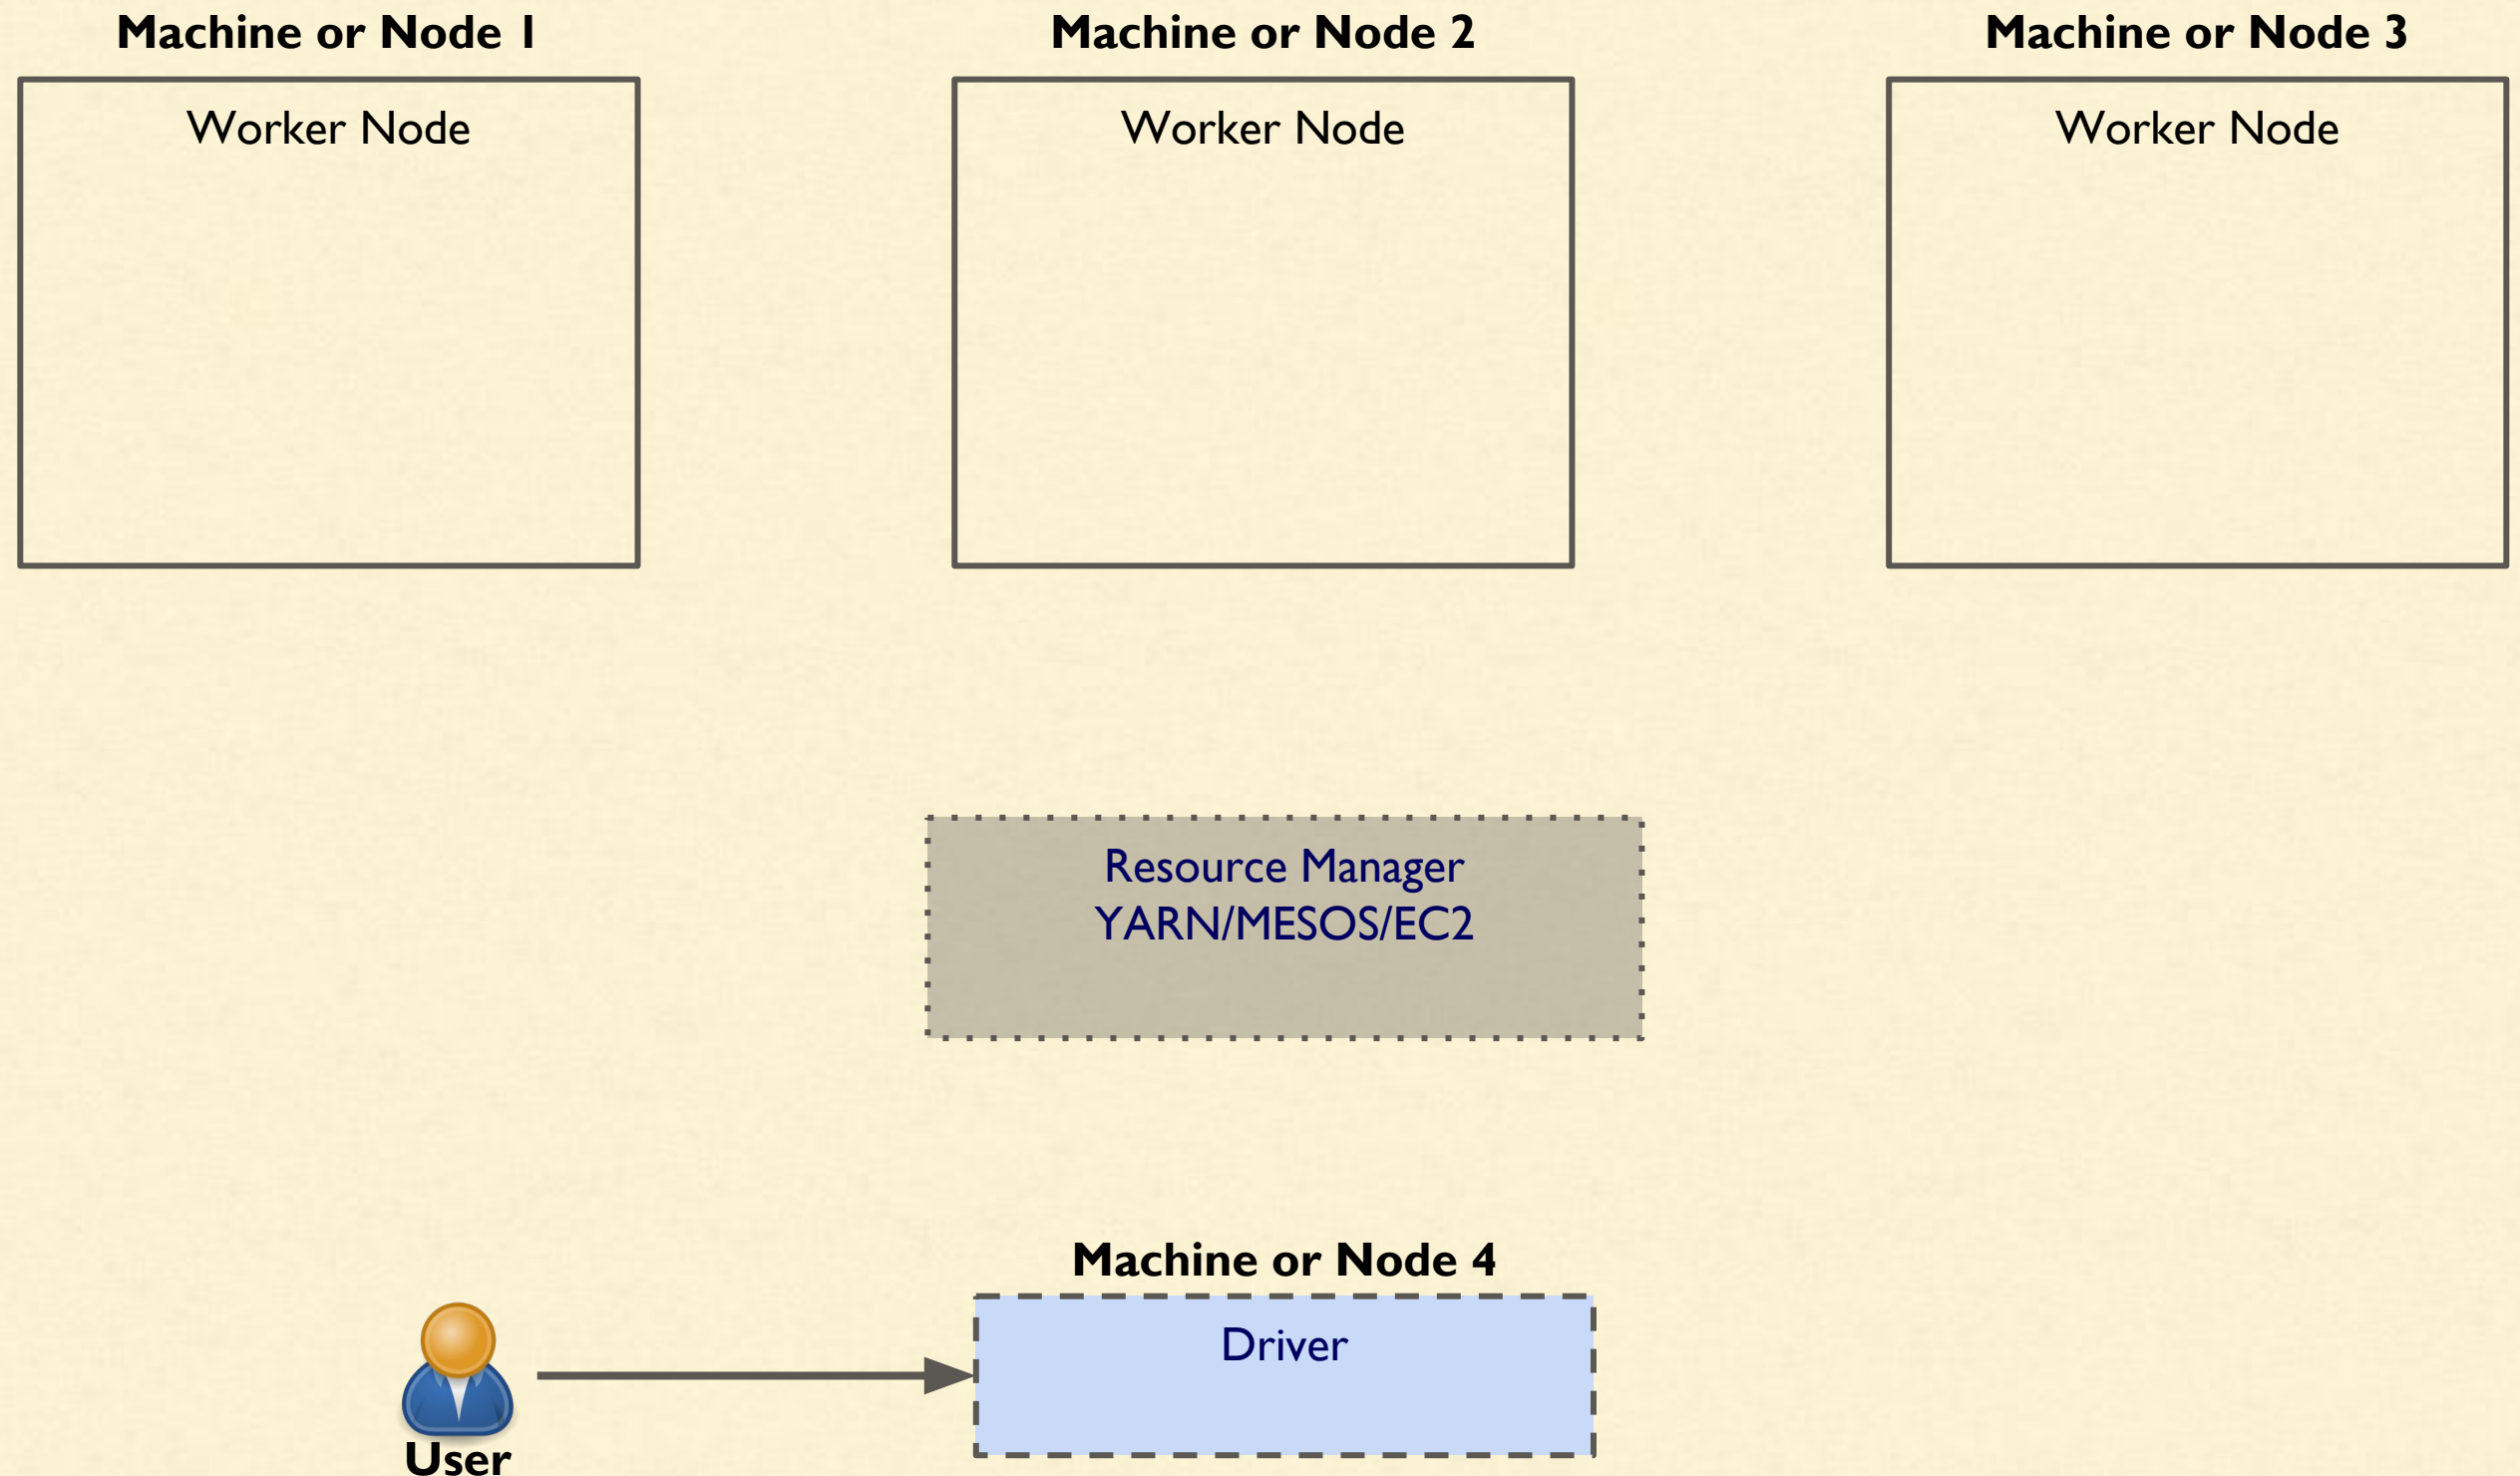 Machine or Node 1
Machine or Node 2
Machine or Node 3
Worker Node
Worker Node
Worker Node
Resource Manager
YARN/MESOS/EC2
Machine or Node 4
Driver
User